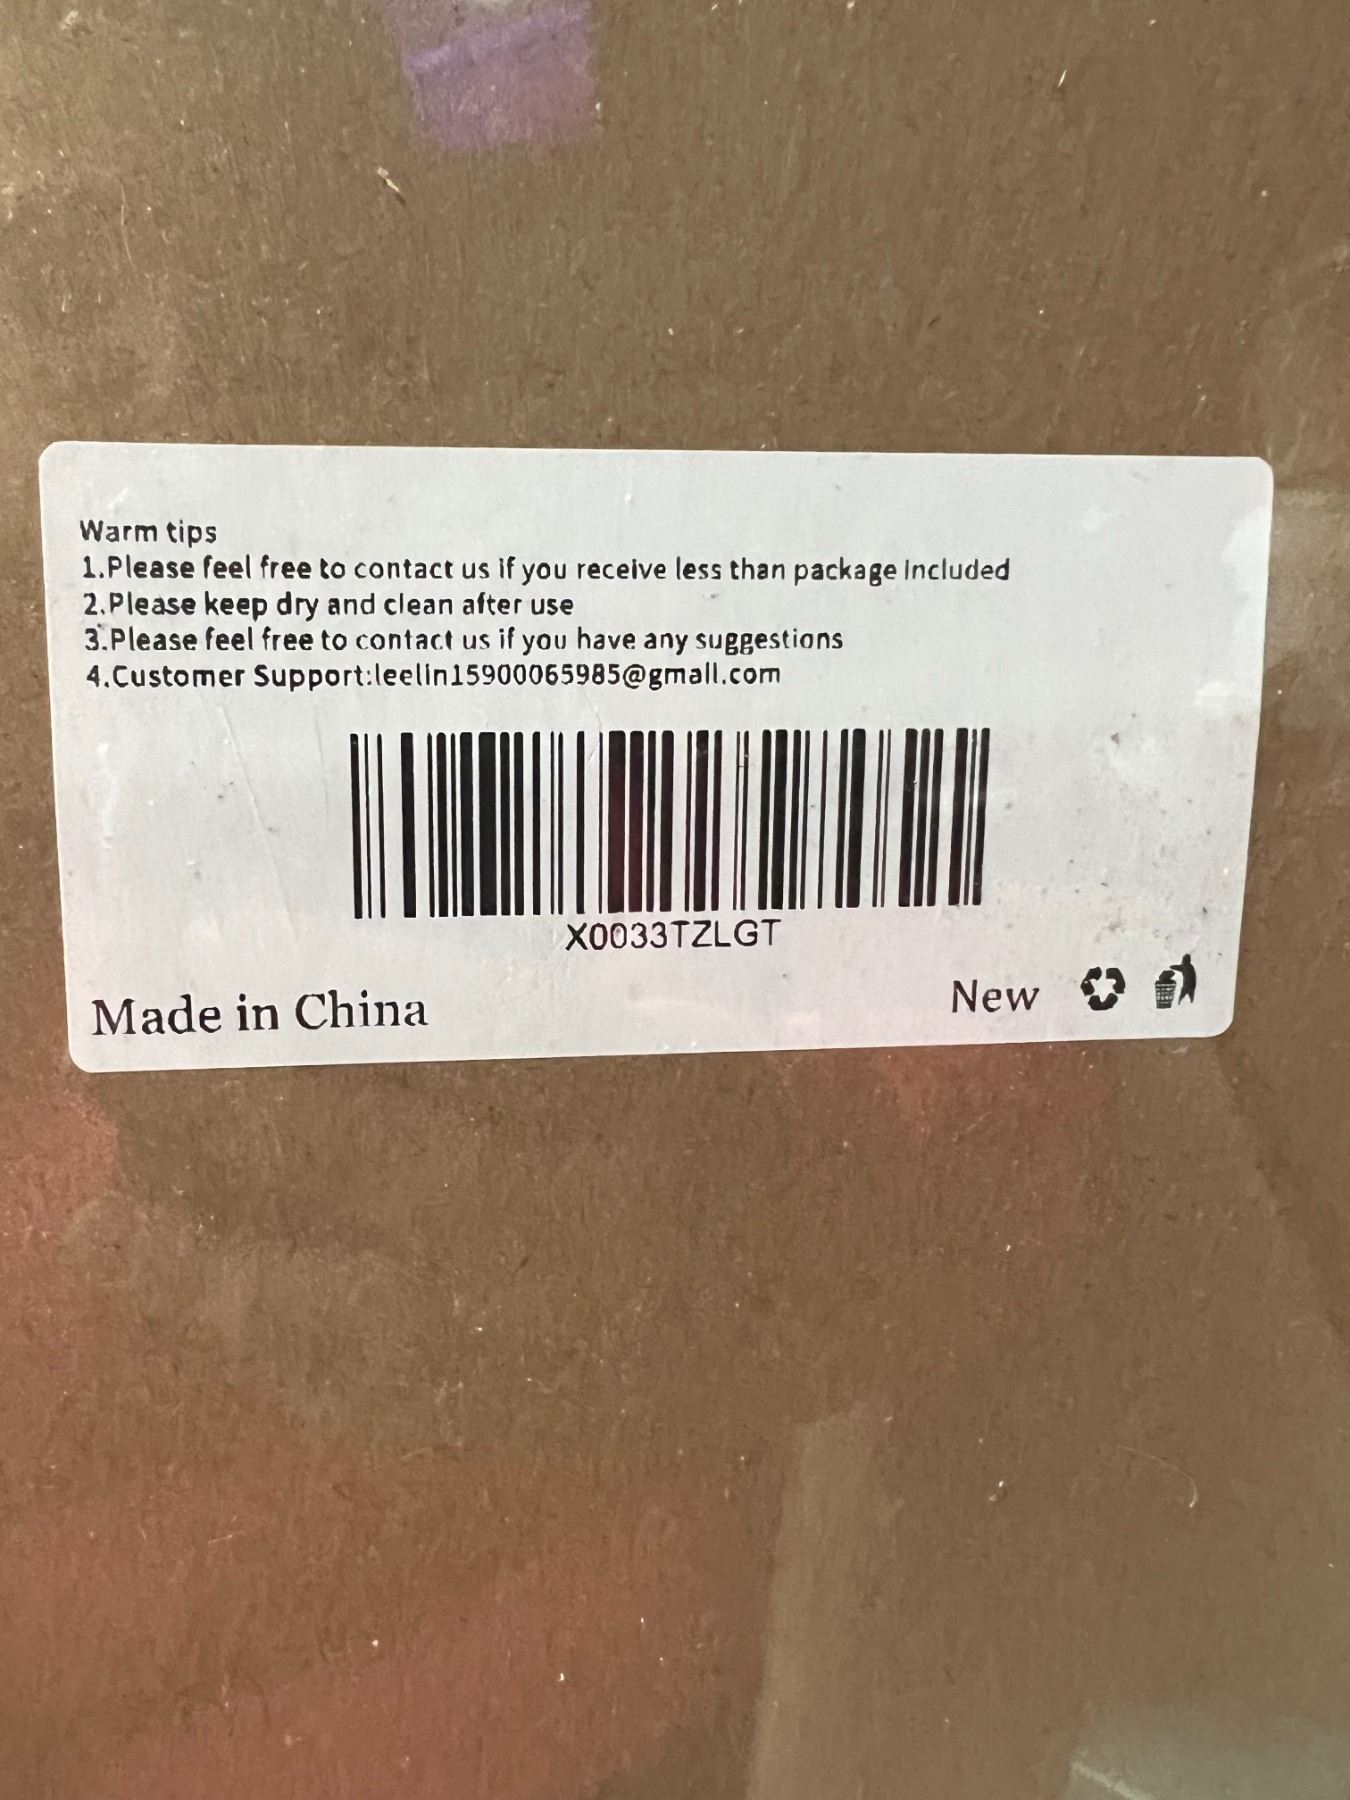 Warm tips
1.Please feel free to contact us if you receive less than package included
2.Please keep dry and clean after use
3.Please feel free to contact us if you have any suggestions
4.Customer Support:leelin15900065985@gmail.com
X0033TZLGT
Made in China
New